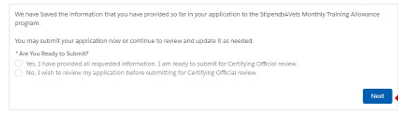 We have Saved the information that you have provided so far in your application to the Stipends4Vets Monthly Training Allowance
program.
You may submit your application now or continue to review and update it as needed.
* Are You Ready to Submit?
Yes, I have provided all requested information. I am ready to submit for Certifying Official review.
No, I wish to review my application before submitting for Certifying Official review.
Next